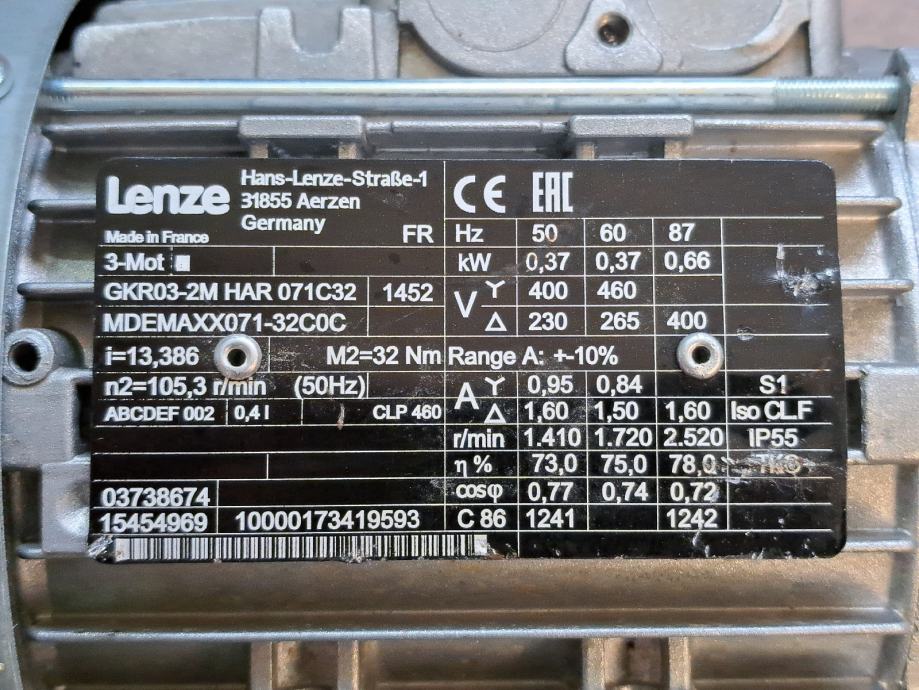 Lenze Hans-Lenze-Straße-1
31855 Aerzen
Germany
CE EAC
Made in France FR
Hz 50 60 87
3-Mot
kW 0,37 0,37 0,66
GKR03-2M HAR 071C32 1452
V Y 400 460
MDEMAXX071-32C0C
Δ 230 265 400
i=13,386 M2=32 Nm
Range A: +-10%
n2=105,3 r/min (50Hz)
A Y 0,95 0,84 S1
ABCDEF 002 0,4 l CLP 460
Δ 1,60 1,50 1,60 Iso CLF
r/min 1.410 1.720 2.520 IP55
η % 73,0 75,0 78,0
03738674
cosφ 0,77 0,74 0,72
15454969 10000173419593
C 86 1241 1242